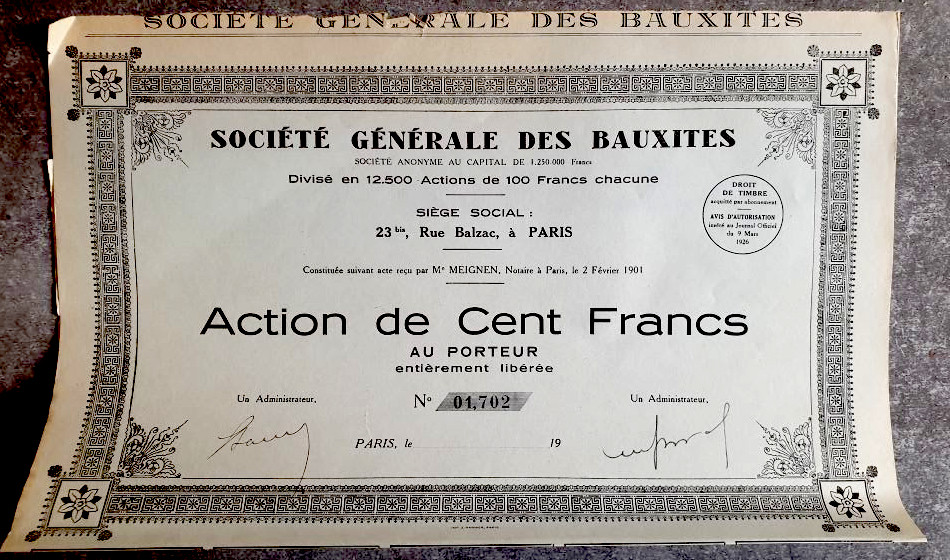 SOCIÉTÉ GÉNÉRALE DES BAUXITES
SOCIÉTÉ GÉNÉRALE DES BAUXITES
SOCIÉTÉ ANONYME AU CAPITAL DE 1.250.000 Francs
Divisé en 12.500 Actions de 100 Francs chacune
SIÈGE SOCIAL :
23 bis, Rue Balzac, à PARIS
DROIT
DE TIMBRE
acquitté par abonnement
AVIS D'AUTORISATION
inséré au Journal Officiel
du 9 Mars
1926
Constituée suivant acte reçu par Me MEIGNEN, Notaire à Paris, le 2 Février 1901
Action de Cent Francs
AU PORTEUR
entièrement libérée
Un Administrateur,
No 01,702
Un Administrateur,
PARIS, le 19